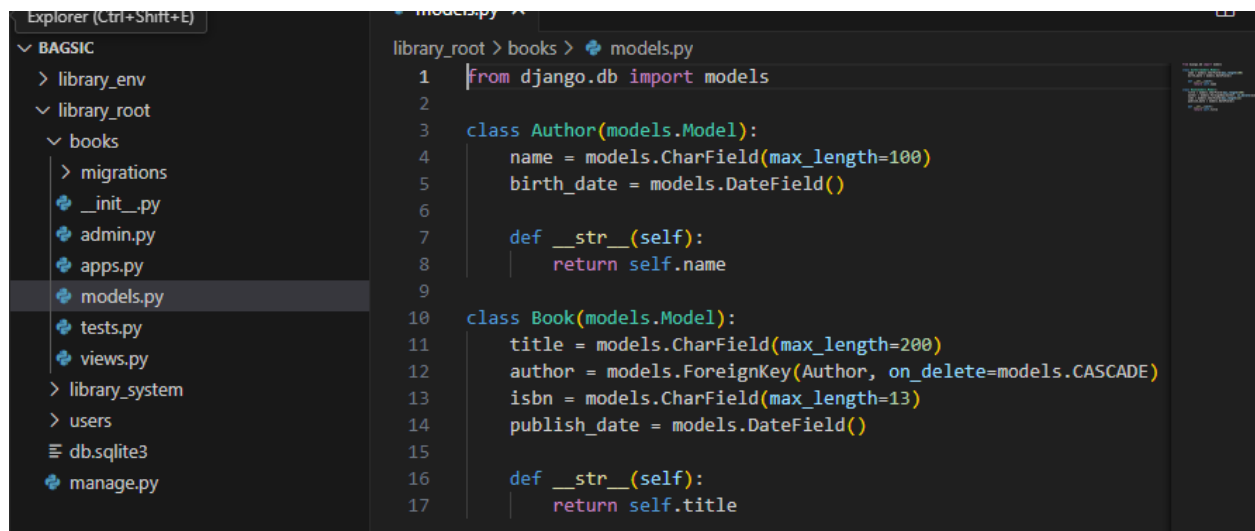 Explorer (Ctrl+Shift+E)
BAGSIC
library_env
library_root
books
migrations
__init__.py
admin.py
apps.py
models.py
tests.py
views.py
library_system
users
db.sqlite3
manage.py
models.py
library_root > books > models.py
1 from django.db import models
2
3 class Author(models.Model):
4     name = models.CharField(max_length=100)
5     birth_date = models.DateField()
6
7     def __str__(self):
8         return self.name
9
10 class Book(models.Model):
11     title = models.CharField(max_length=200)
12     author = models.ForeignKey(Author, on_delete=models.CASCADE)
13     isbn = models.CharField(max_length=13)
14     publish_date = models.DateField()
15
16     def __str__(self):
17         return self.title